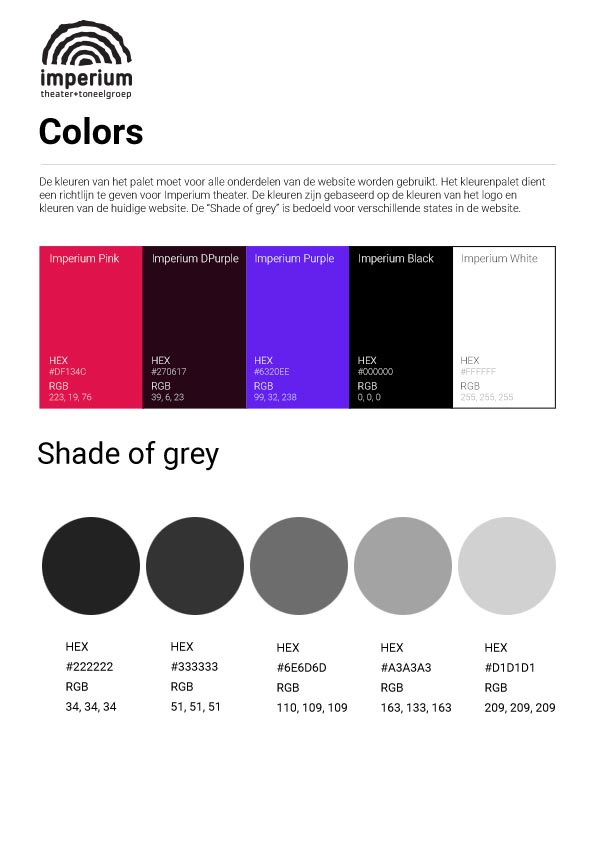 imperium
theater+toneelgroep
Colors
De kleuren van het palet moet voor alle onderdelen van de website worden gebruikt. Het kleurenpalet dient
een richtlijn te geven voor Imperium theater. De kleuren zijn gebaseerd op de kleuren van het logo en
kleuren van de huidige website. De “Shade of grey” is bedoeld voor verschillende states in de website.
Imperium Pink
HEX
#DF134C
RGB
223, 19, 76
Imperium DPurple
HEX
#270617
RGB
39, 6, 23
Imperium Purple
HEX
#6320EE
RGB
99, 32, 238
Imperium Black
HEX
#000000
RGB
0, 0, 0
Imperium White
HEX
#FFFFFF
RGB
255, 255, 255
Shade of grey
HEX
#222222
RGB
34, 34, 34
HEX
#333333
RGB
51, 51, 51
HEX
#6E6D6D
RGB
110, 109, 109
HEX
#A3A3A3
RGB
163, 133, 163
HEX
#D1D1D1
RGB
209, 209, 209